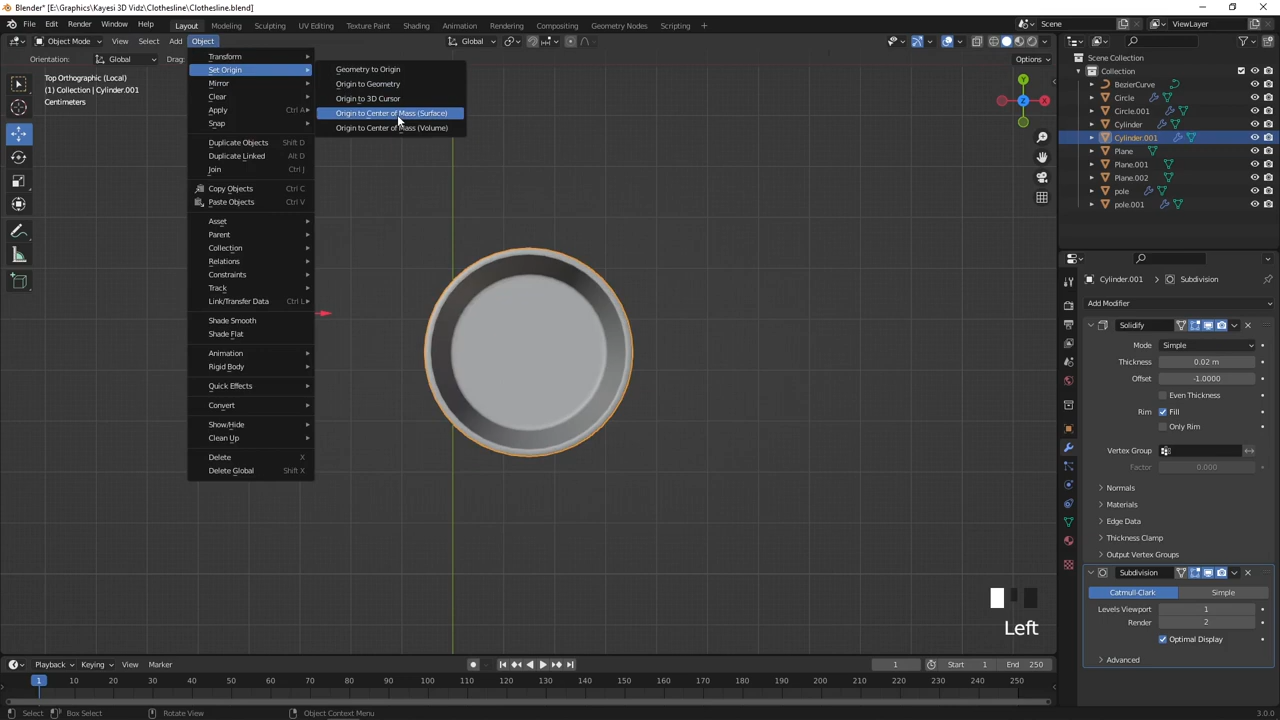 Blender* [E:\Graphics\Kayesi 3D Vidz\Clothesline\Clothesline.blend]
File Edit Render Window Help Layout Modeling Sculpting UV Editing Texture Paint Shading Animation Rendering Compositing Geometry Nodes Scripting Scene ViewLayer
Object Mode View Select Add Object Global
Orientation: Global Options
Top Orthographic (Local)
(1) Collection | Cylinder.001
Centimeters
Transform
Set Origin
Mirror
Clear
Apply Ctrl A
Snap
Duplicate Objects Shift D
Duplicate Linked Alt D
Join Ctrl J
Copy Objects Ctrl C
Paste Objects Ctrl V
Asset
Parent
Collection
Relations
Constraints
Track
Link/Transfer Data Ctrl L
Shade Smooth
Shade Flat
Animation
Rigid Body
Quick Effects
Convert
Show/Hide
Clean Up
Delete X
Delete Global Shift X
Geometry to Origin
Origin to Geometry
Origin to 3D Cursor
Origin to Center of Mass (Surface)
Origin to Center of Mass (Volume)
Y
X
Z
Left
Scene Collection
Collection
BezierCurve
Circle
Circle.001
Cylinder
Cylinder.001
Plane
Plane.001
Plane.002
pole
pole.001
Cylinder.001 > Subdivision
Add Modifier
Solidify
Mode Simple
Thickness 0.02 m
Offset -1.0000
Even Thickness
Rim Fill
Only Rim
Vertex Group
Factor 0.000
Normals
Materials
Edge Data
Thickness Clamp
Output Vertex Groups
Subdivision
Catmull-Clark Simple
Levels Viewport 1
Render 2
Optimal Display
Advanced
Playback Keying View Marker 1 Start 1 End 250
1 10 20 30 40 50 60 70 80 90 100 110 120 130 140 150 160 170 180 190 200 210 220 230 240 250
Select Box Select Rotate View Object Context Menu 3.0.0